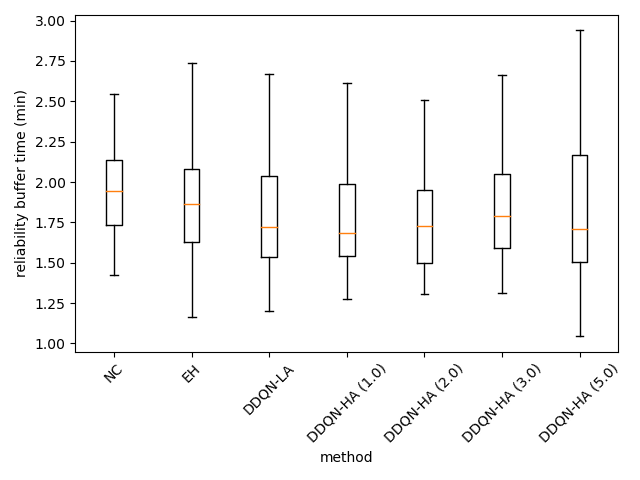 reliability buffer time (min)
3.00
2.75
2.50
2.25
2.00
1.75
1.50
1.25
1.00
NC
EH
DDQN-LA
DDQN-HA (1.0)
DDQN-HA (2.0)
DDQN-HA (3.0)
DDQN-HA (5.0)
method